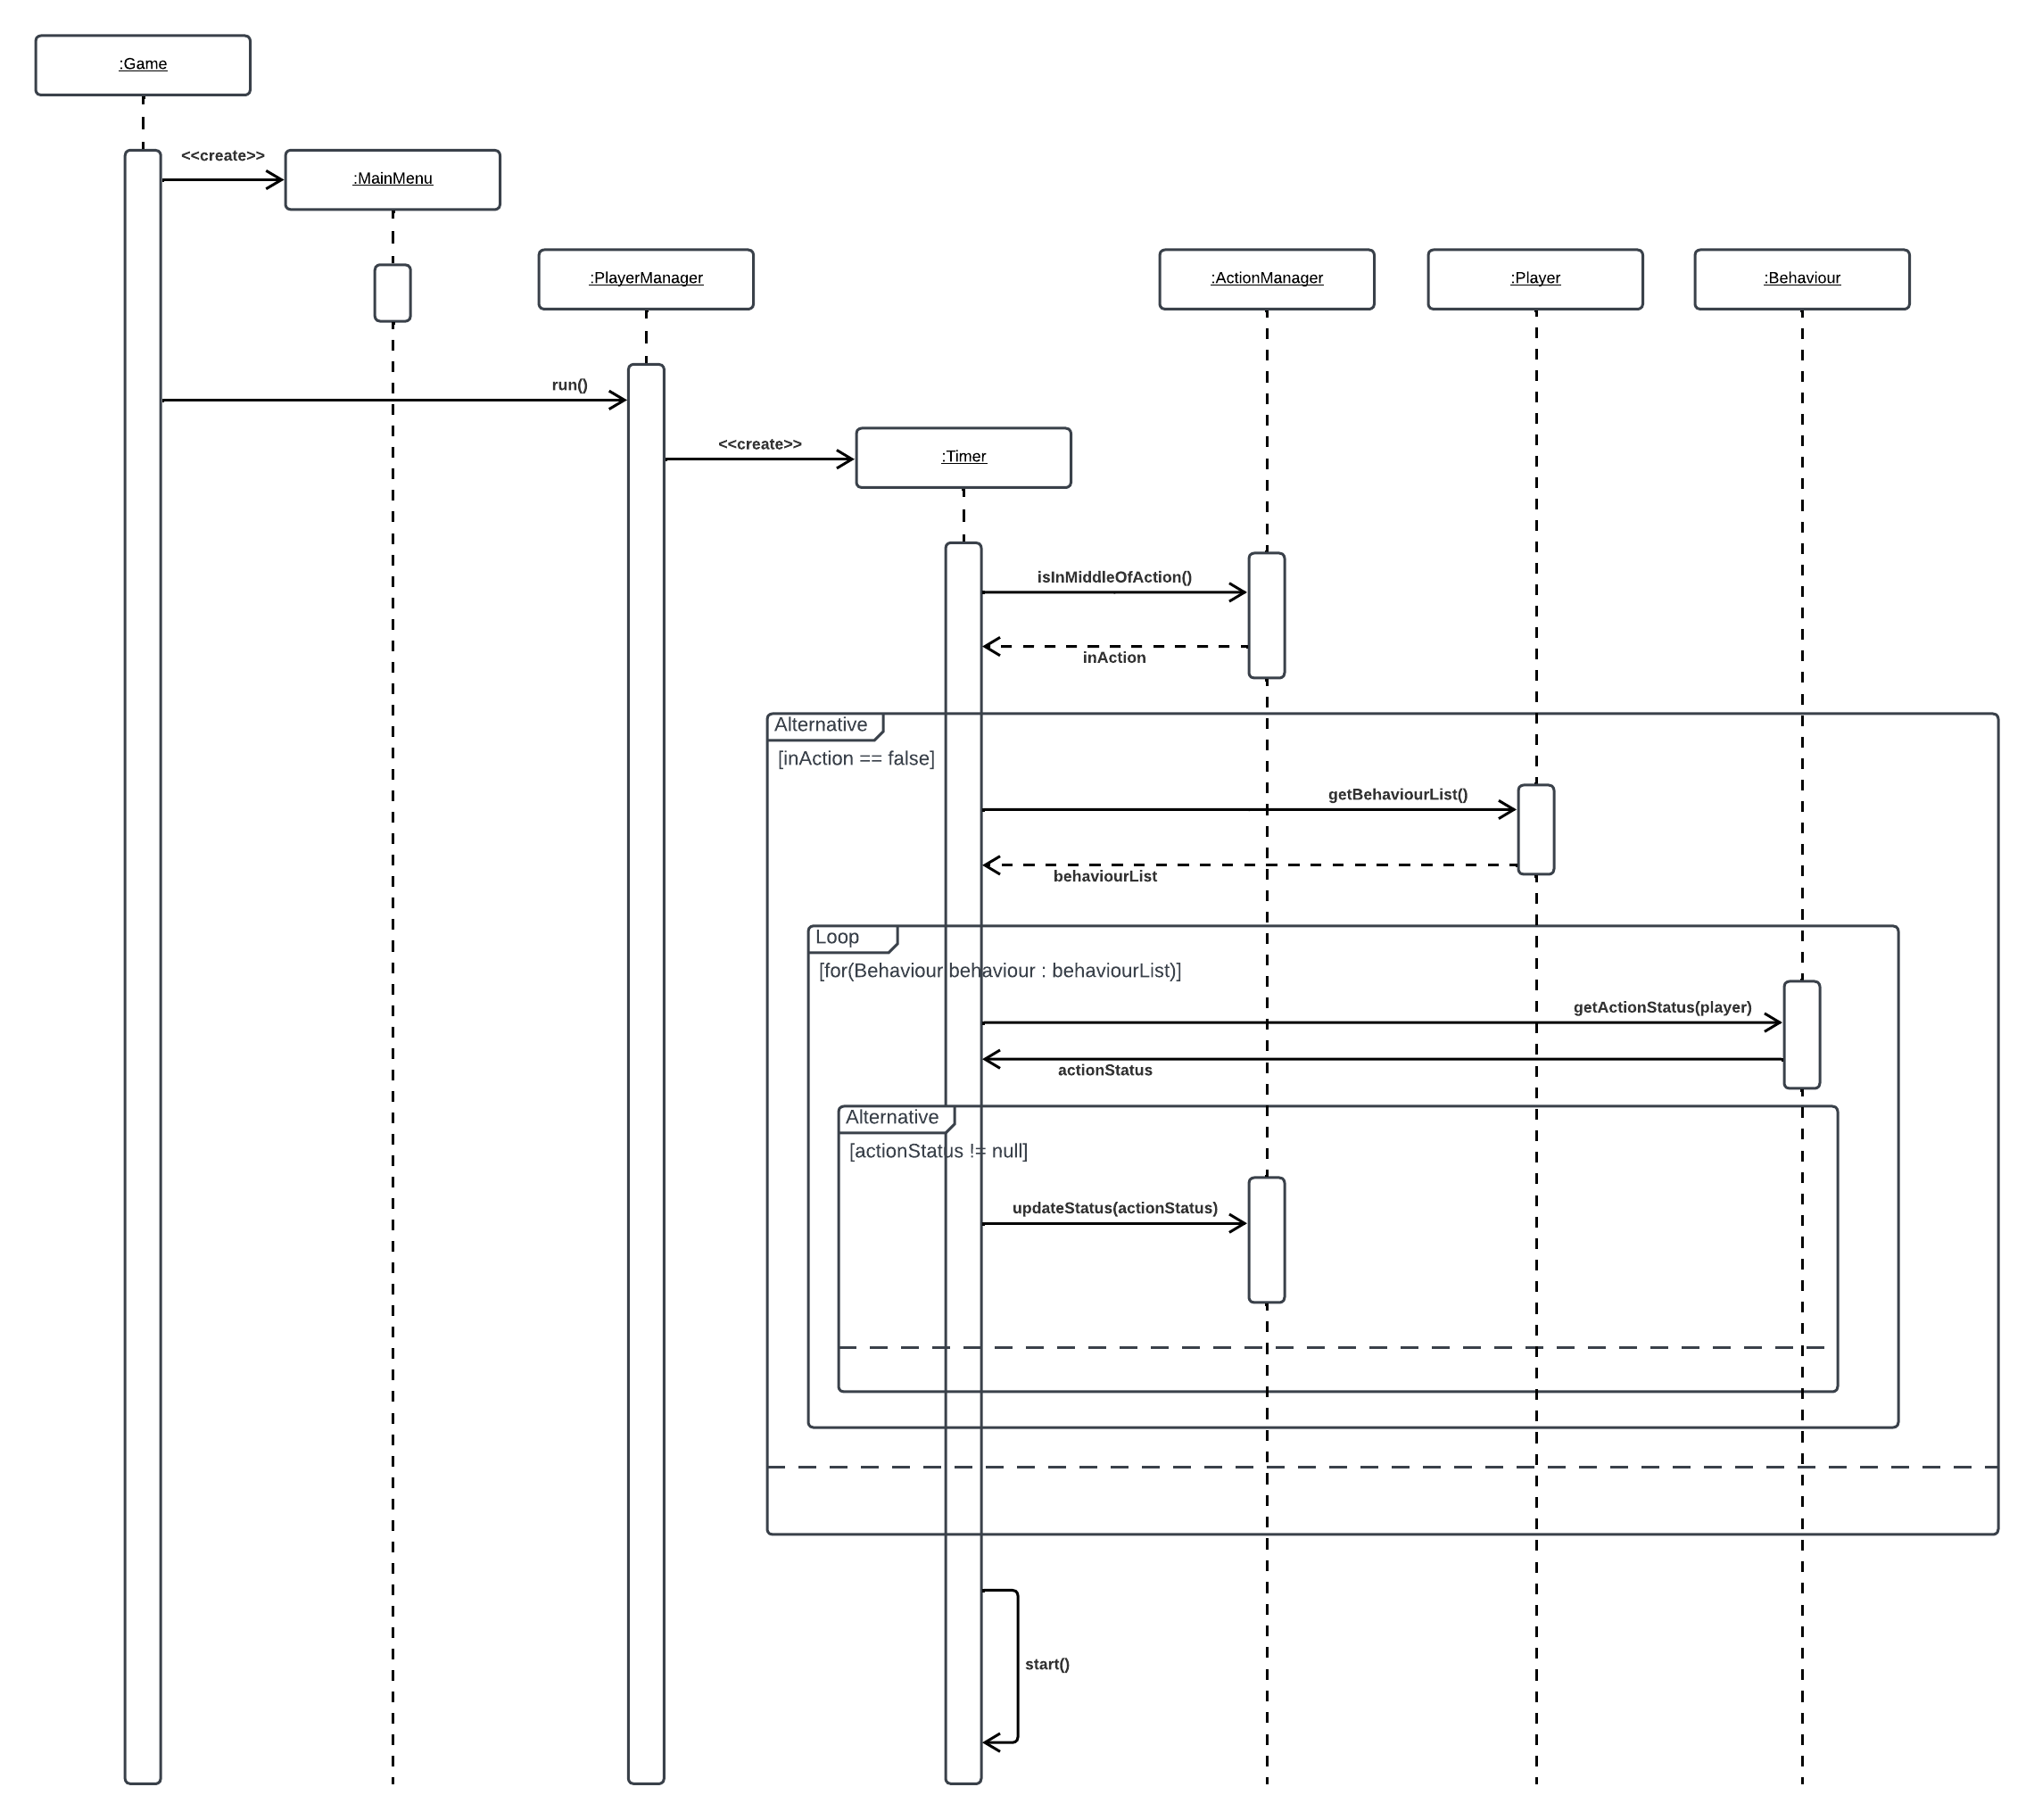 :Game
<<create>>
:MainMenu
:PlayerManager
:ActionManager
:Player
:Behaviour
run()
<<create>>
:Timer
isInMiddleOfAction()
inAction
Alternative
[inAction == false]
getBehaviourList()
behaviourList
Loop
[for(Behaviour behaviour : behaviourList)]
getActionStatus(player)
actionStatus
Alternative
[actionStatus != null]
updateStatus(actionStatus)
start()